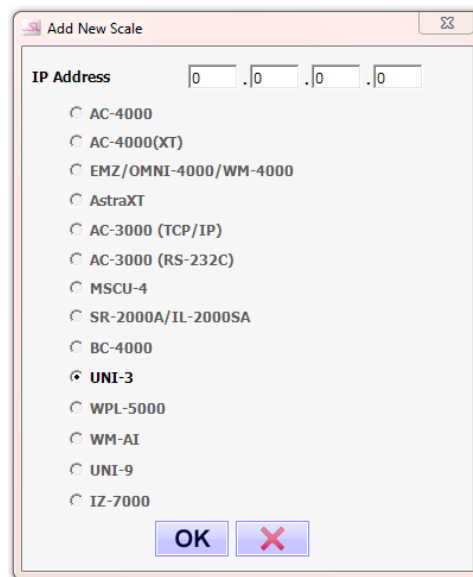 Add New Scale
IP Address 0 . 0 . 0 . 0
AC-4000
AC-4000(XT)
EMZ/OMNI-4000/WM-4000
AstraXT
AC-3000 (TCP/IP)
AC-3000 (RS-232C)
MSCU-4
SR-2000A/IL-2000SA
BC-4000
UNI-3
WPL-5000
WM-AI
UNI-9
IZ-7000
OK